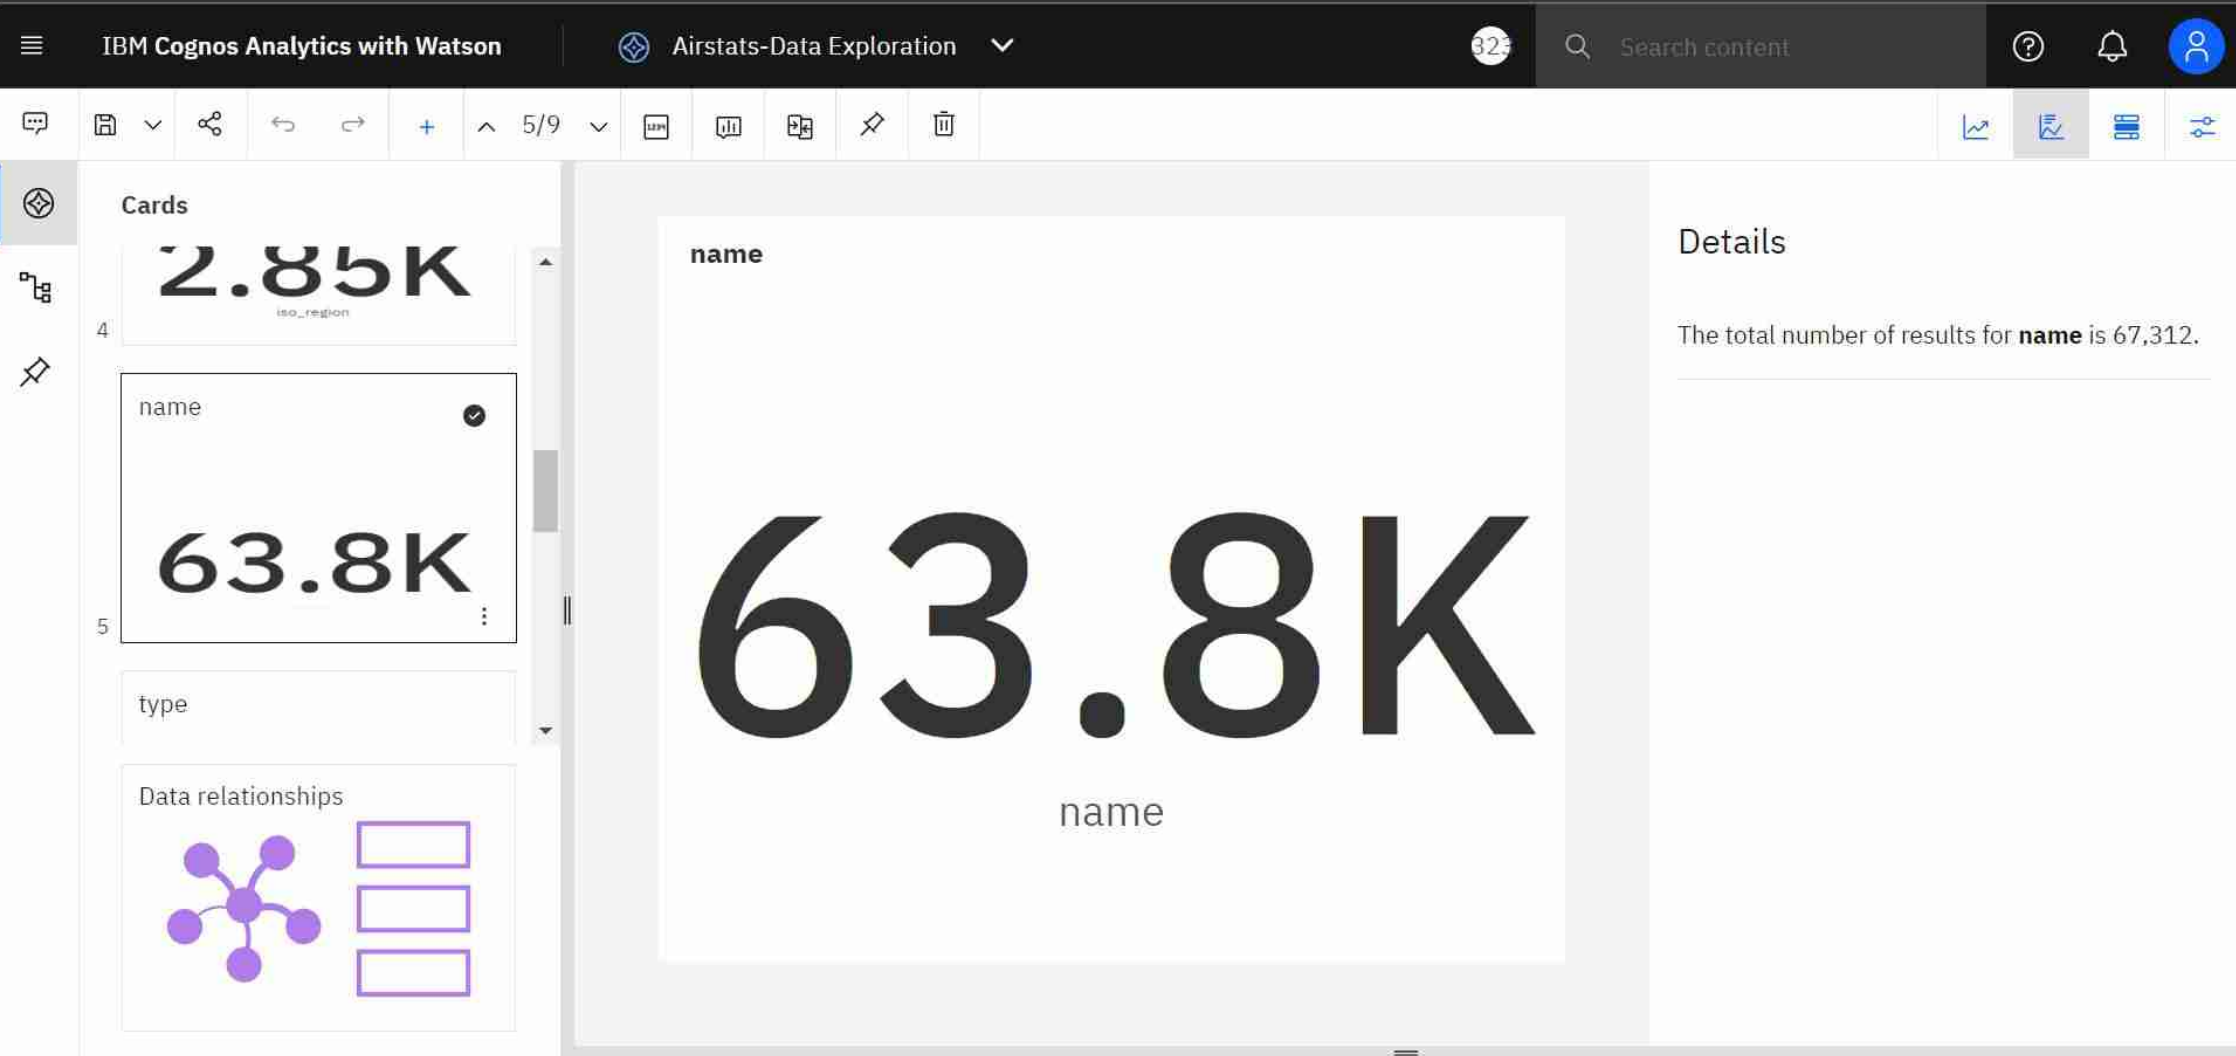 IBM Cognos Analytics with Watson
Airstats-Data Exploration
323
Search content
5/9
Cards
2.85K
iso_region
4
name
63.8K
5
type
Data relationships
name
63.8K
name
Details
The total number of results for name is 67,312.